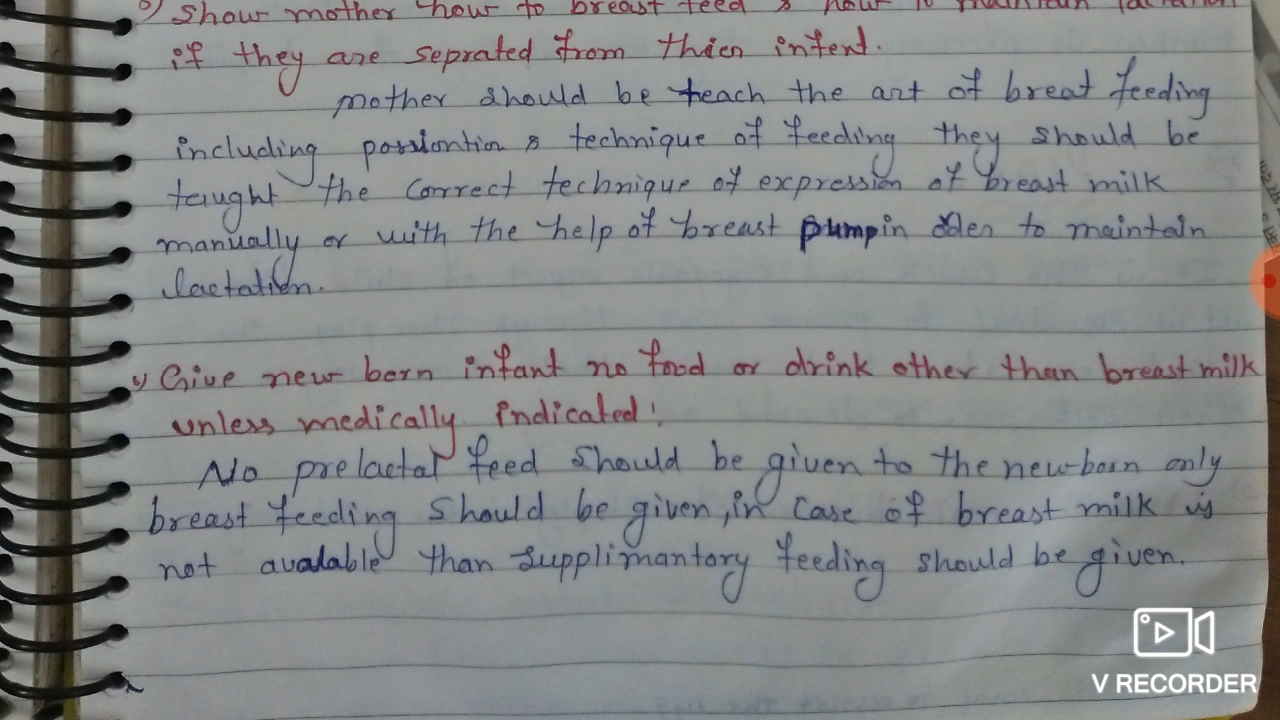 Show mother how to breast feed & how to maintain lactation
if they are seprated from thier intent.
mother should be teach the art of breat feeding
including & technique of feeding they should be
taught the correct technique of expression of breast milk
manually or with the help of breast pump in oder to maintain
lactation.
Give new born infant no food or drink other than breast milk
unless medically indicated!
No prelactal feed should be given to the newborn only
breast feeding should be given, in case of breast milk is
not avalable than supplimantory feeding should be given.
V RECORDER